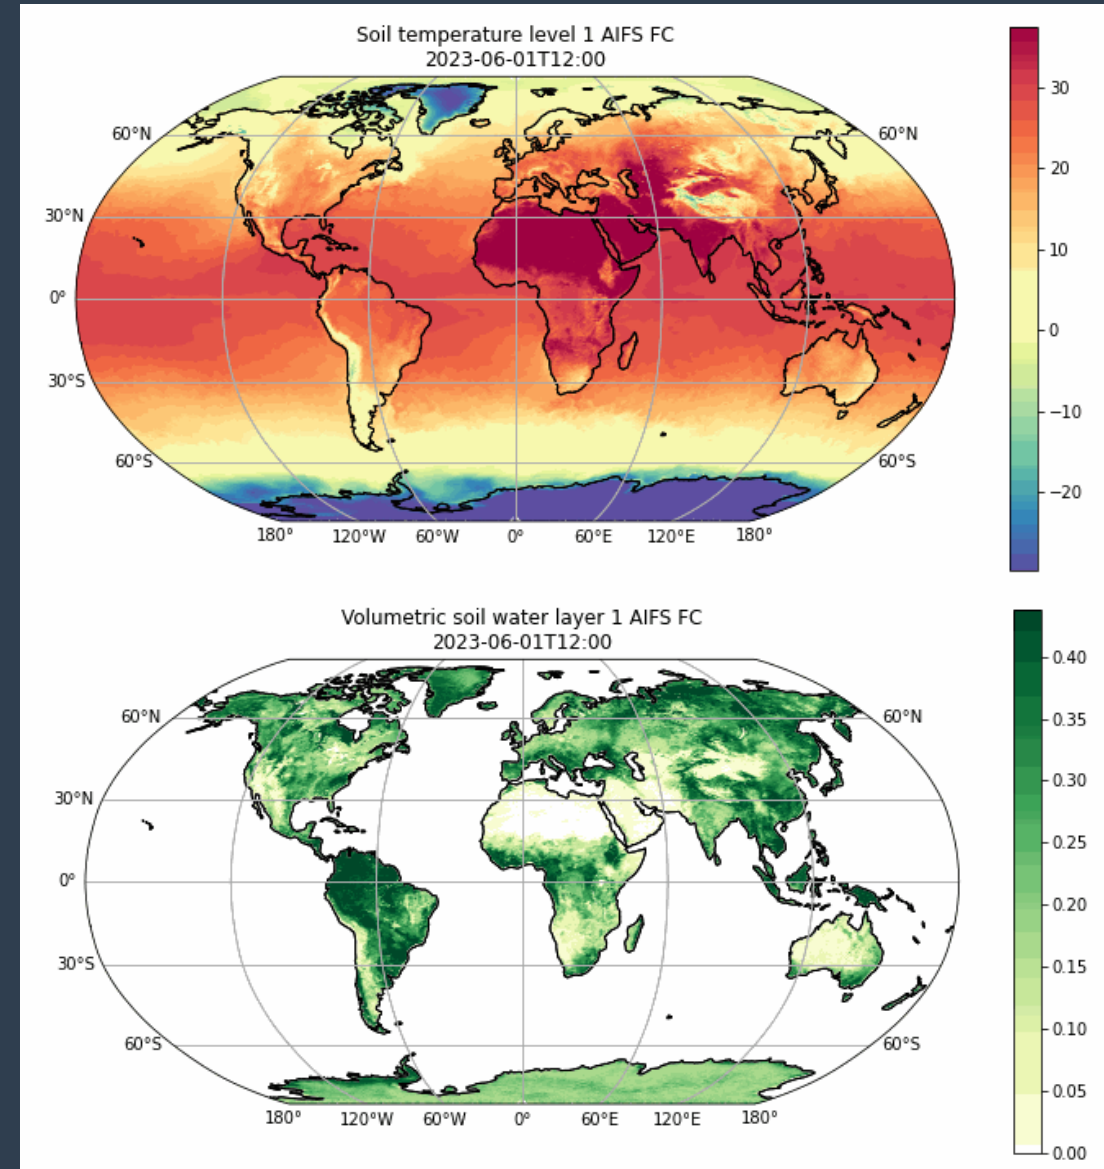 Soil temperature level 1 AIFS FC
2023-06-01T12:00
60°N 60°N
30°N
0°
30°S
60°S 60°S
180° 120°W 60°W 0° 60°E 120°E 180°
30
20
10
0
−10
−20
Volumetric soil water layer 1 AIFS FC
2023-06-01T12:00
60°N 60°N
30°N
0°
30°S
60°S 60°S
180° 120°W 60°W 0° 60°E 120°E 180°
0.40
0.35
0.30
0.25
0.20
0.15
0.10
0.05
0.00